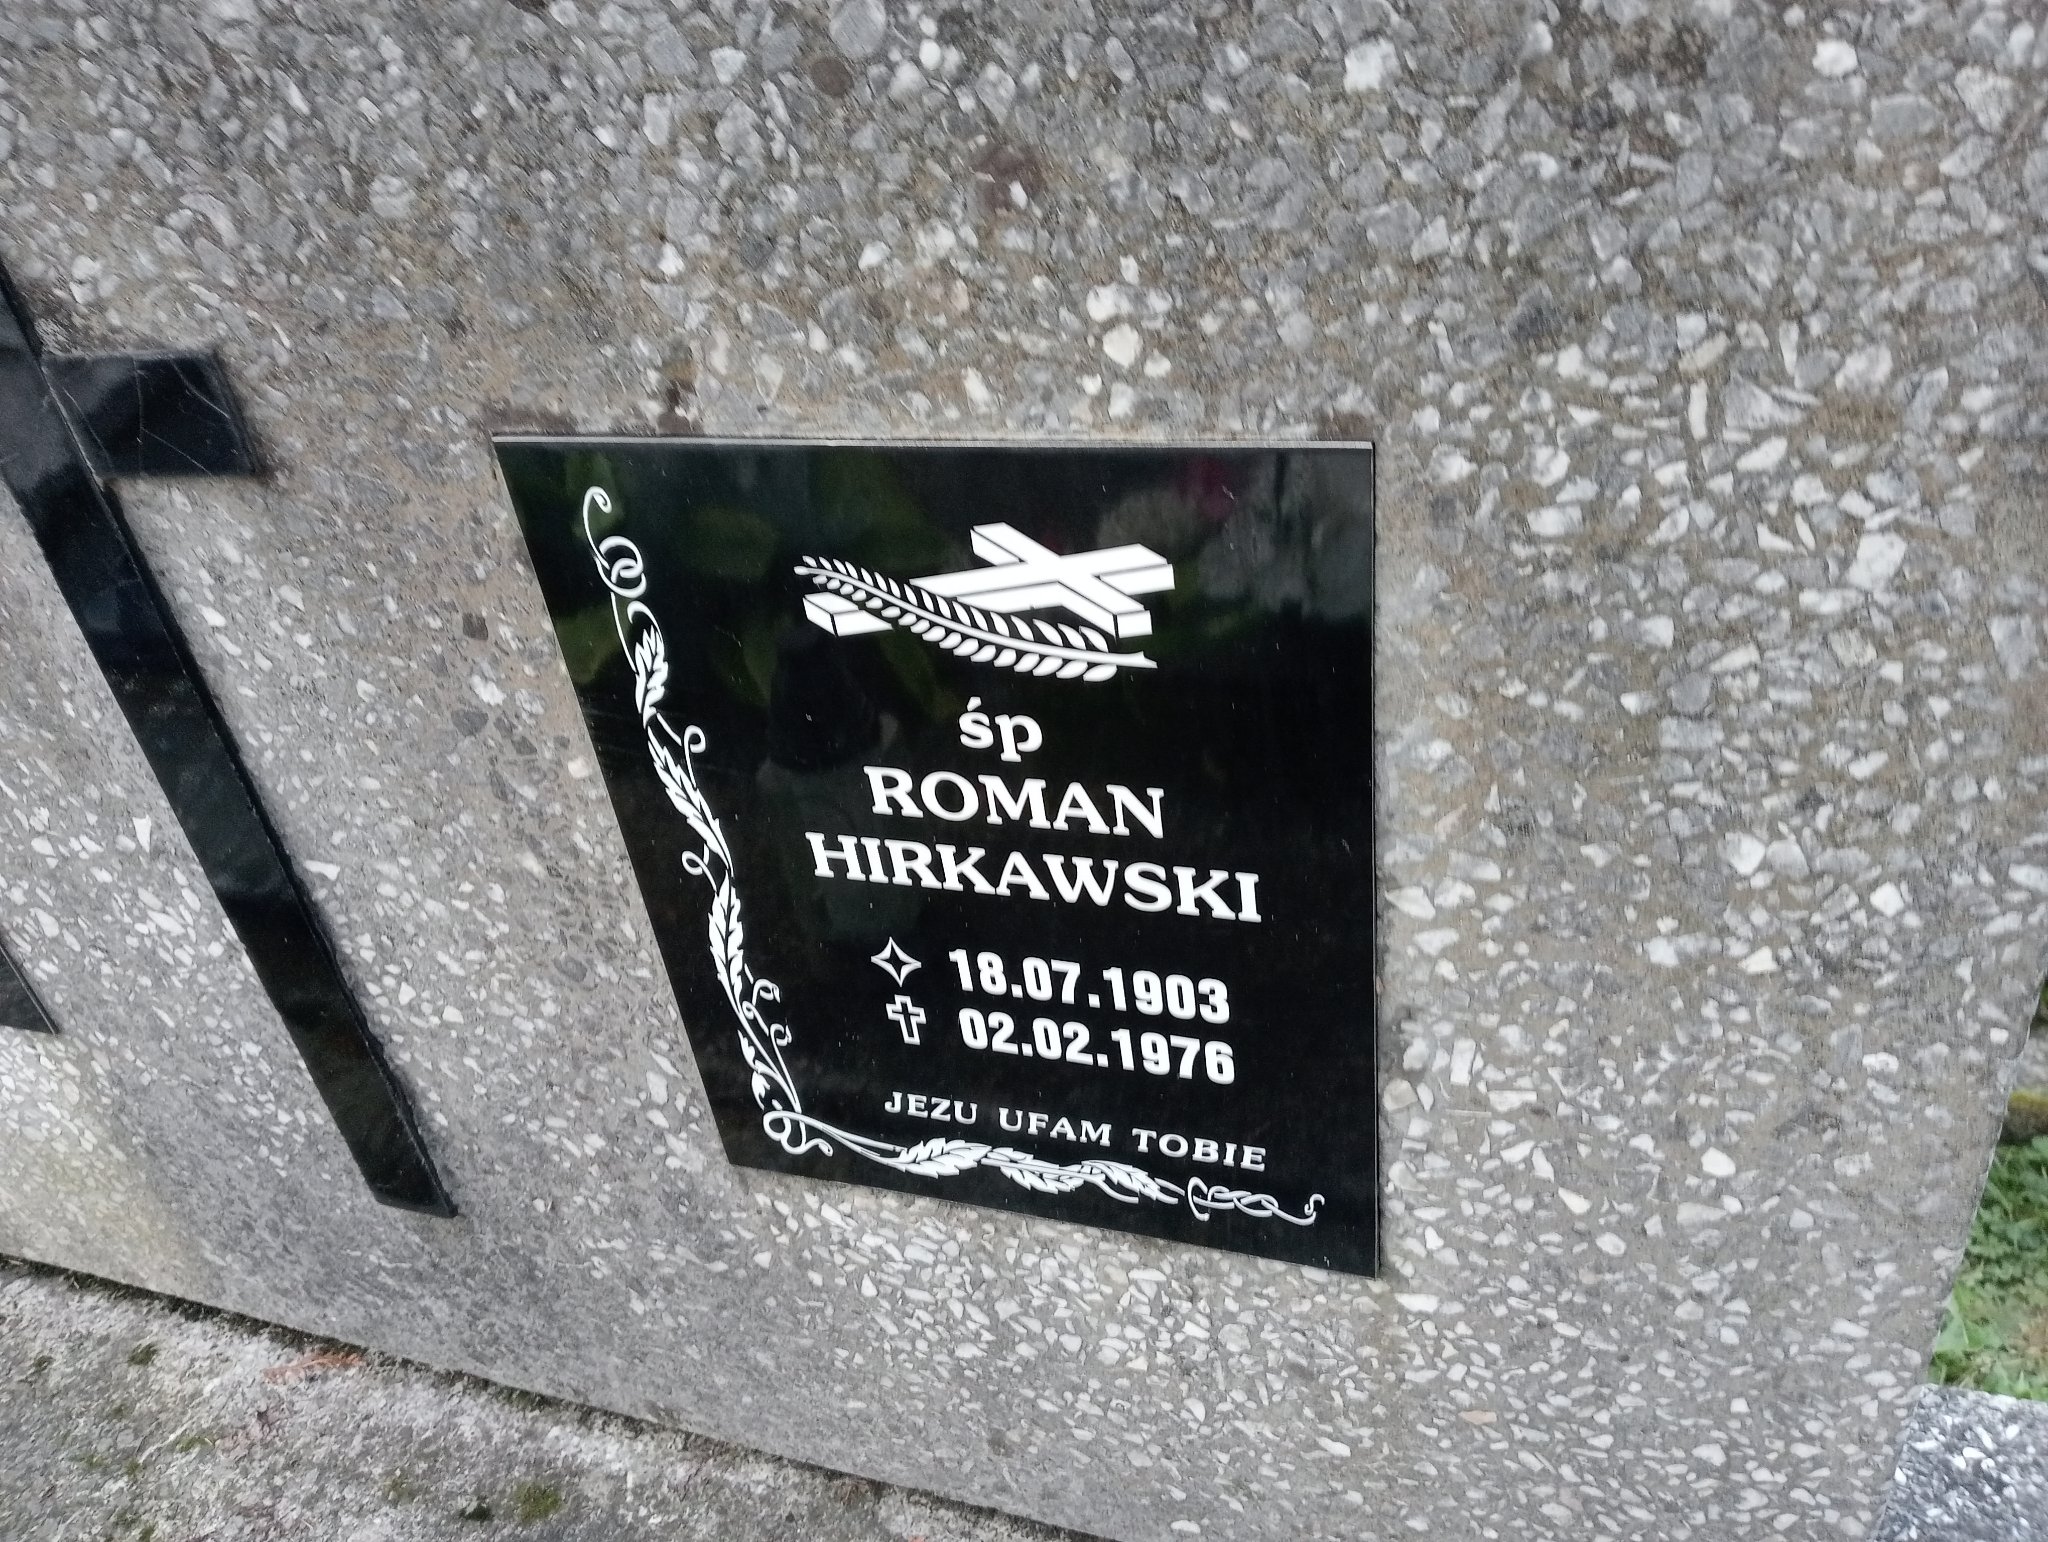 śp
ROMAN
HIRKAWSKI
18.07.1903
02.02.1976
JEZU UFAM TOBIE